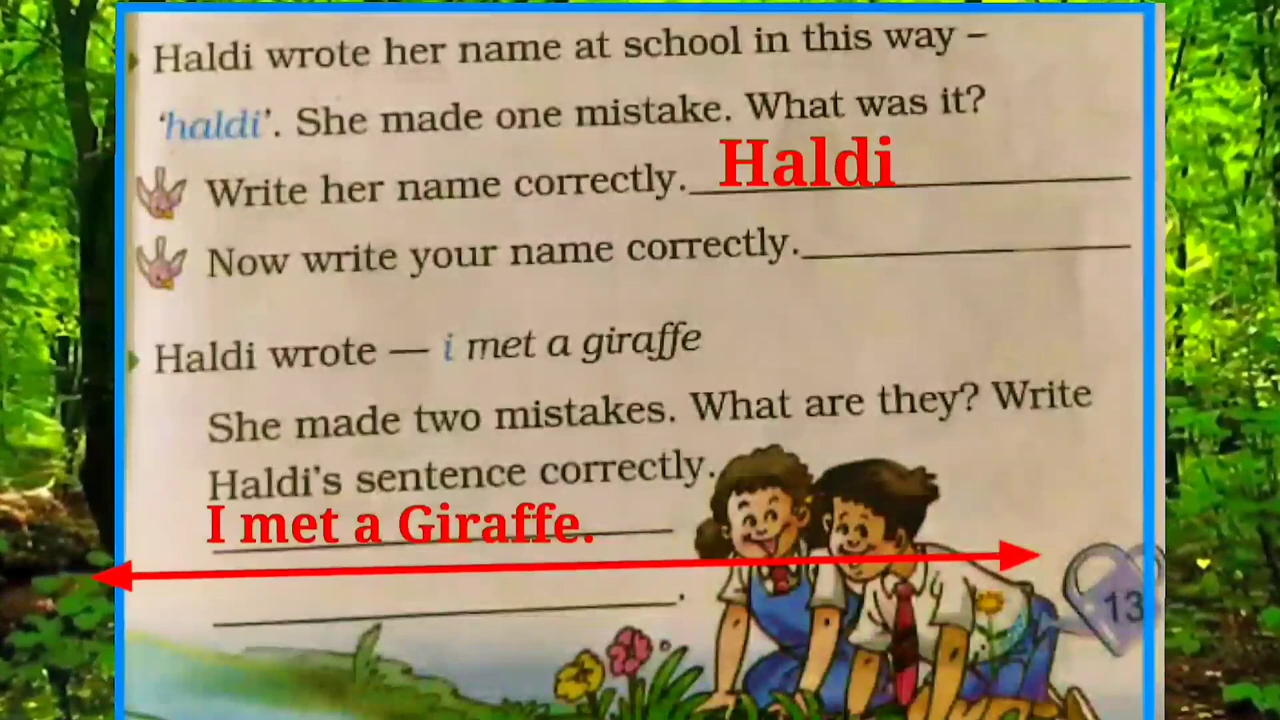 Haldi wrote her name at school in this way –
‘haldi’. She made one mistake. What was it?
Write her name correctly. Haldi
Now write your name correctly.
Haldi wrote — i met a giraffe
She made two mistakes. What are they? Write
Haldi’s sentence correctly.
I met a Giraffe.
.
13